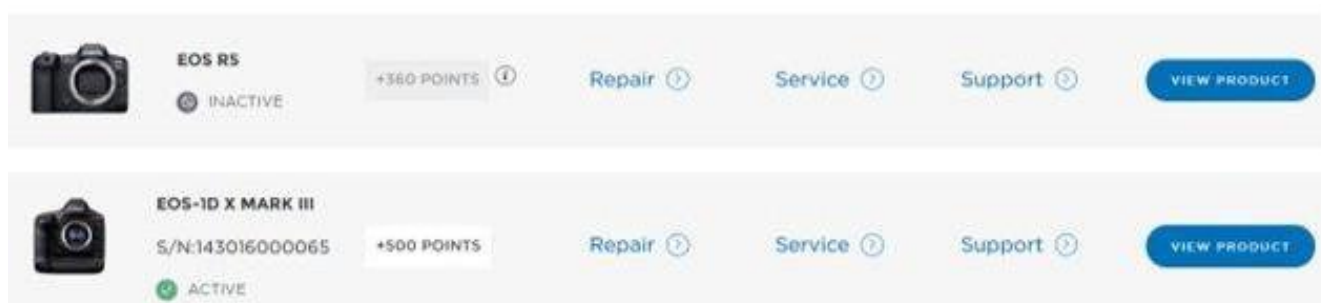 EOS R5
INACTIVE
+360 POINTS
Repair
Service
Support
VIEW PRODUCT
EOS-1D X MARK III
S/N:143016000065
ACTIVE
+500 POINTS
Repair
Service
Support
VIEW PRODUCT